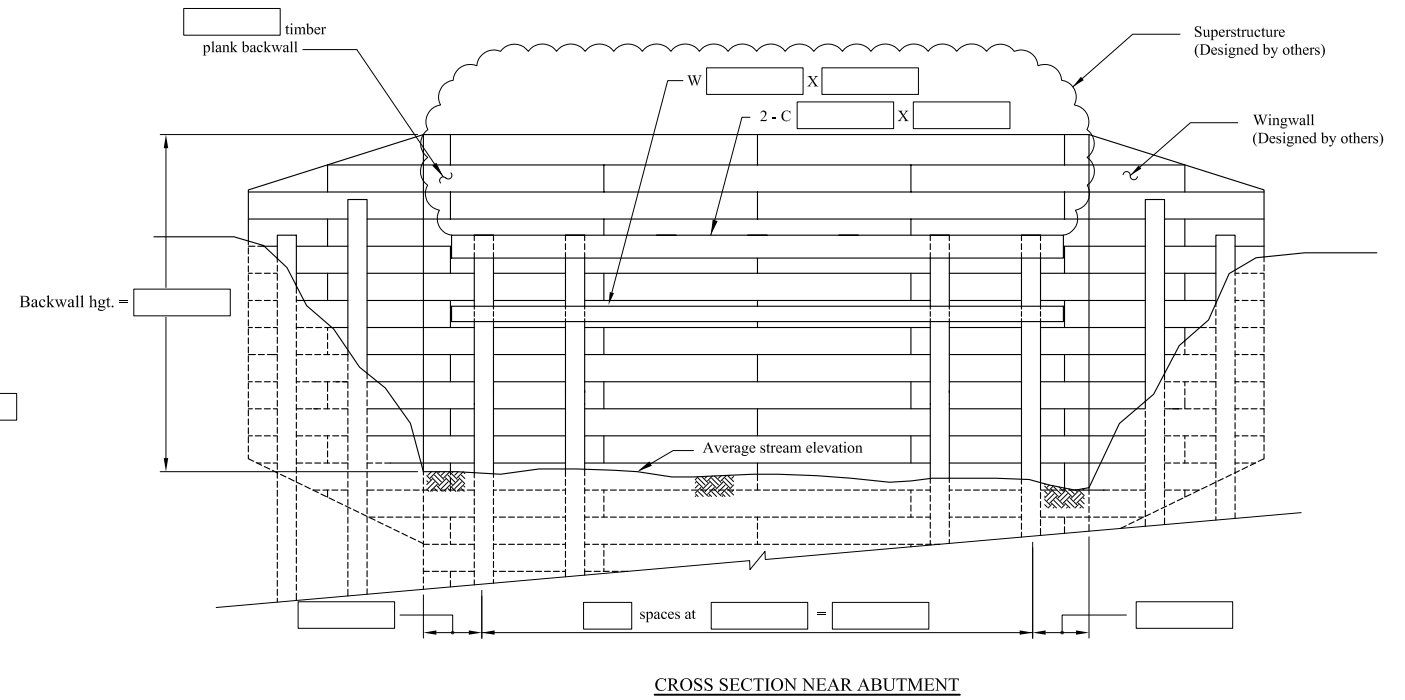 timber
plank backwall
Superstructure
(Designed by others)
W X
2 - C X
Wingwall
(Designed by others)
Backwall hgt. =
Average stream elevation
spaces at =
CROSS SECTION NEAR ABUTMENT